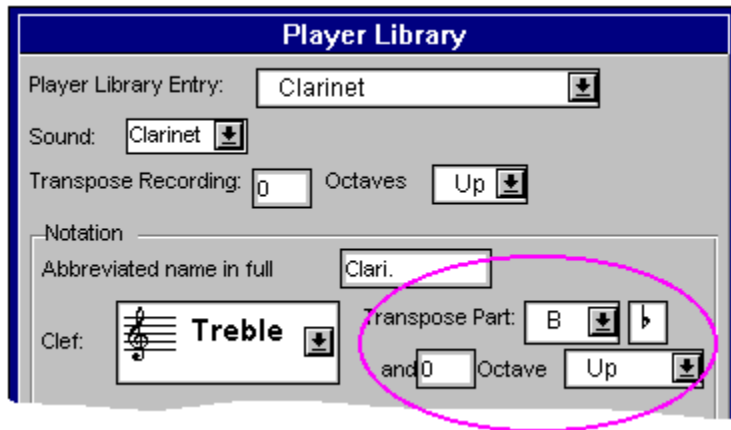 Player Library
Player Library Entry: Clarinet
Sound: Clarinet
Transpose Recording: 0 Octaves Up
Notation
Abbreviated name in full Clari.
Clef: Treble Transpose Part: B ♭
and 0 Octave Up